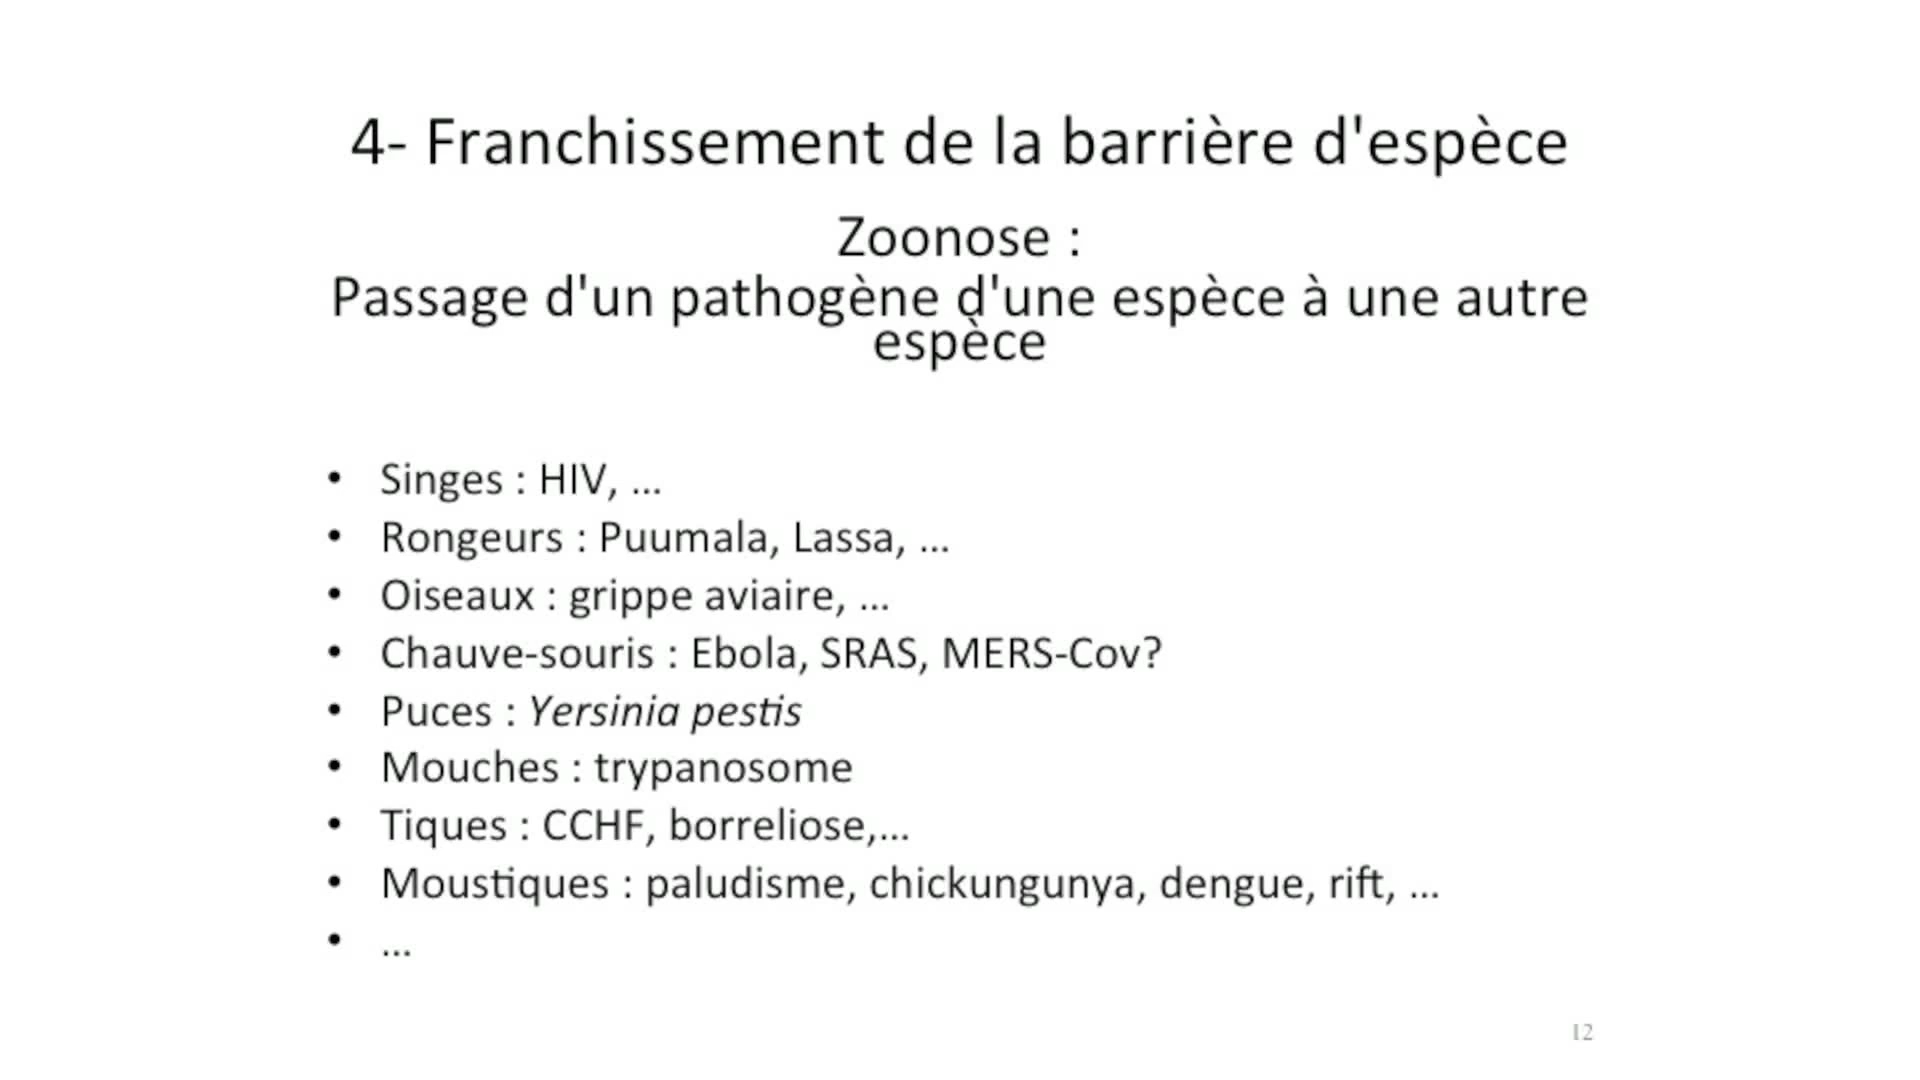 4- Franchissement de la barrière d'espèce
Zoonose :
Passage d'un pathogène d'une espèce à une autre
espèce
• Singes : HIV, ...
• Rongeurs : Puumala, Lassa, ...
• Oiseaux : grippe aviaire, ...
• Chauve-souris : Ebola, SRAS, MERS-Cov?
• Puces : Yersinia pestis
• Mouches : trypanosome
• Tiques : CCHF, borreliose,...
• Moustiques : paludisme, chickungunya, dengue, rift, ...
• ...
12